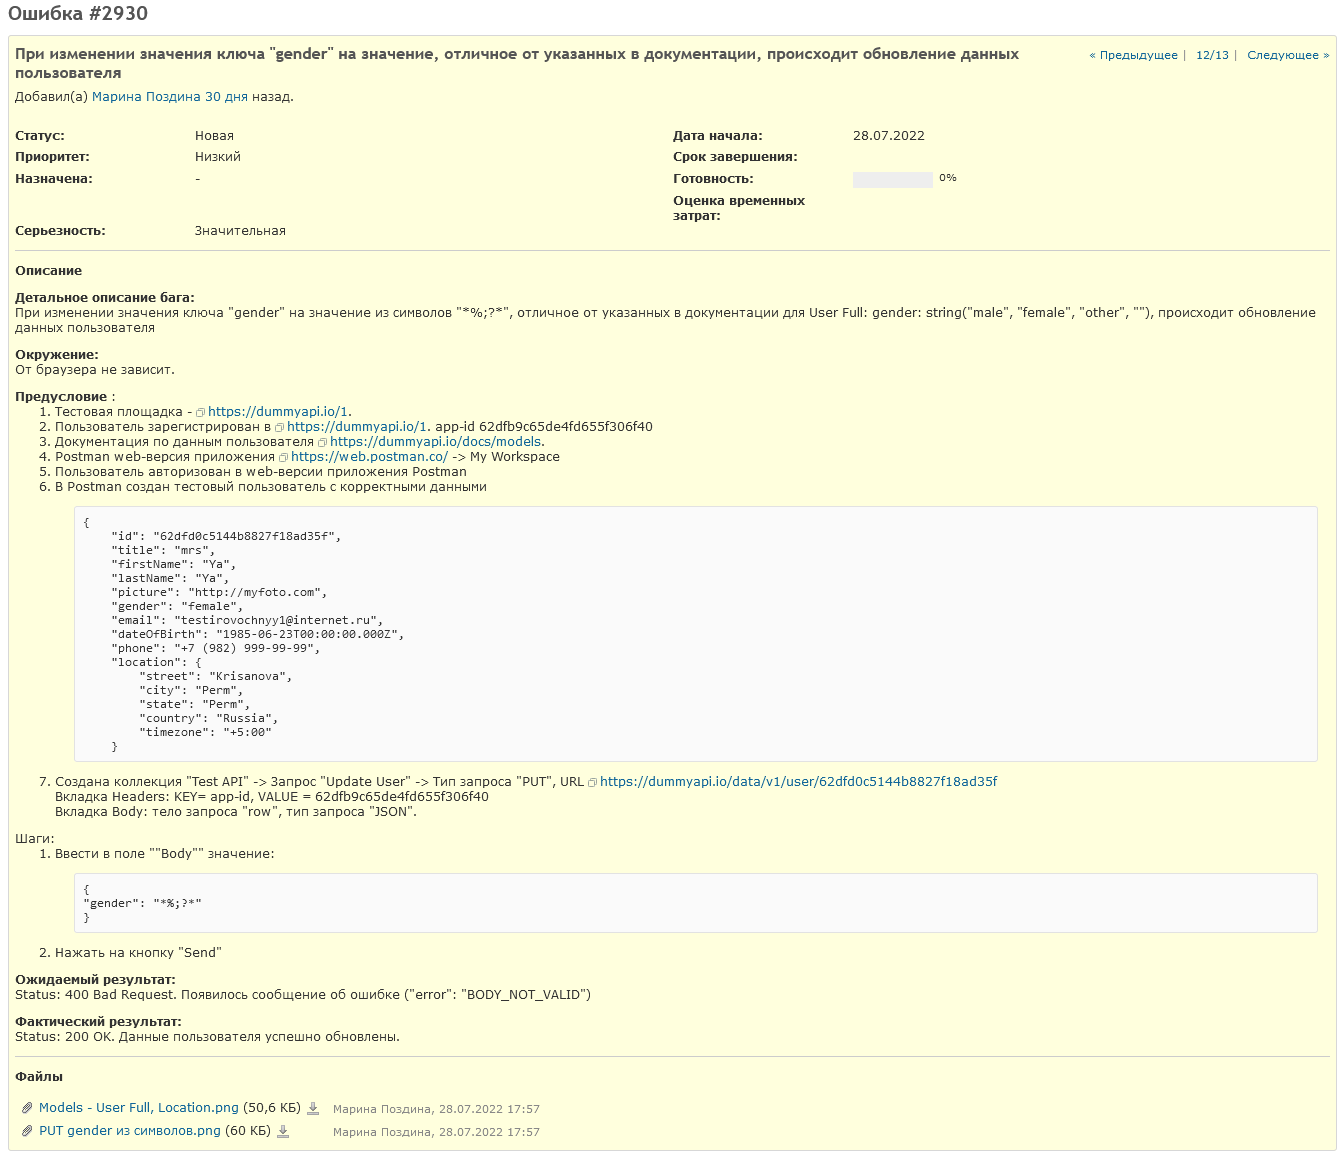 Ошибка #2930
При изменении значения ключа "gender" на значение, отличное от указанных в документации, происходит обновление данных
пользователя
« Предыдущее | 12/13 | Следующее »
Добавил(а) Марина Поздина 30 дня назад.
Статус: Новая Дата начала: 28.07.2022
Приоритет: Низкий Срок завершения:
Назначена: - Готовность: 0%
Оценка временных
затрат:
Серьезность: Значительная
Описание
Детальное описание бага:
При изменении значения ключа "gender" на значение из символов "*%;?*", отличное от указанных в документации для User Full: gender: string("male", "female", "other", ""), происходит обновление
данных пользователя
Окружение:
От браузера не зависит.
Предусловие :
1. Тестовая площадка - https://dummyapi.io/1.
2. Пользователь зарегистрирован в https://dummyapi.io/1. app-id 62dfb9c65de4fd655f306f40
3. Документация по данным пользователя https://dummyapi.io/docs/models.
4. Postman web-версия приложения https://web.postman.co/ -> My Workspace
5. Пользователь авторизован в web-версии приложения Postman
6. В Postman создан тестовый пользователь с корректными данными
{
"id": "62dfd0c5144b8827f18ad35f",
"title": "mrs",
"firstName": "Ya",
"lastName": "Ya",
"picture": "http://myfoto.com",
"gender": "female",
"email": "testirovochnyy1@internet.ru",
"dateOfBirth": "1985-06-23T00:00:00.000Z",
"phone": "+7 (982) 999-99-99",
"location": {
"street": "Krisanova",
"city": "Perm",
"state": "Perm",
"country": "Russia",
"timezone": "+5:00"
}
7. Создана коллекция "Test API" -> Запрос "Update User" -> Тип запроса "PUT", URL https://dummyapi.io/data/v1/user/62dfd0c5144b8827f18ad35f
Вкладка Headers: KEY= app-id, VALUE = 62dfb9c65de4fd655f306f40
Вкладка Body: тело запроса "row", тип запроса "JSON".
Шаги:
1. Ввести в поле ""Body"" значение:
{
"gender": "*%;?*"
}
2. Нажать на кнопку "Send"
Ожидаемый результат:
Status: 400 Bad Request. Появилось сообщение об ошибке ("error": "BODY_NOT_VALID")
Фактический результат:
Status: 200 OK. Данные пользователя успешно обновлены.
Файлы
Models - User Full, Location.png (50,6 КБ) Марина Поздина, 28.07.2022 17:57
PUT gender из символов.png (60 КБ) Марина Поздина, 28.07.2022 17:57